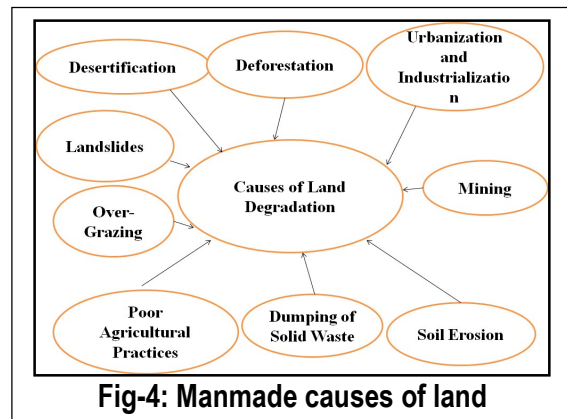 Desertification
Deforestation
Urbanization
and
Industrializatio
n
Landslides
Causes of Land
Degradation
Mining
Over-
Grazing
Poor
Agricultural
Practices
Dumping of
Solid Waste
Soil Erosion
Fig-4: Manmade causes of land